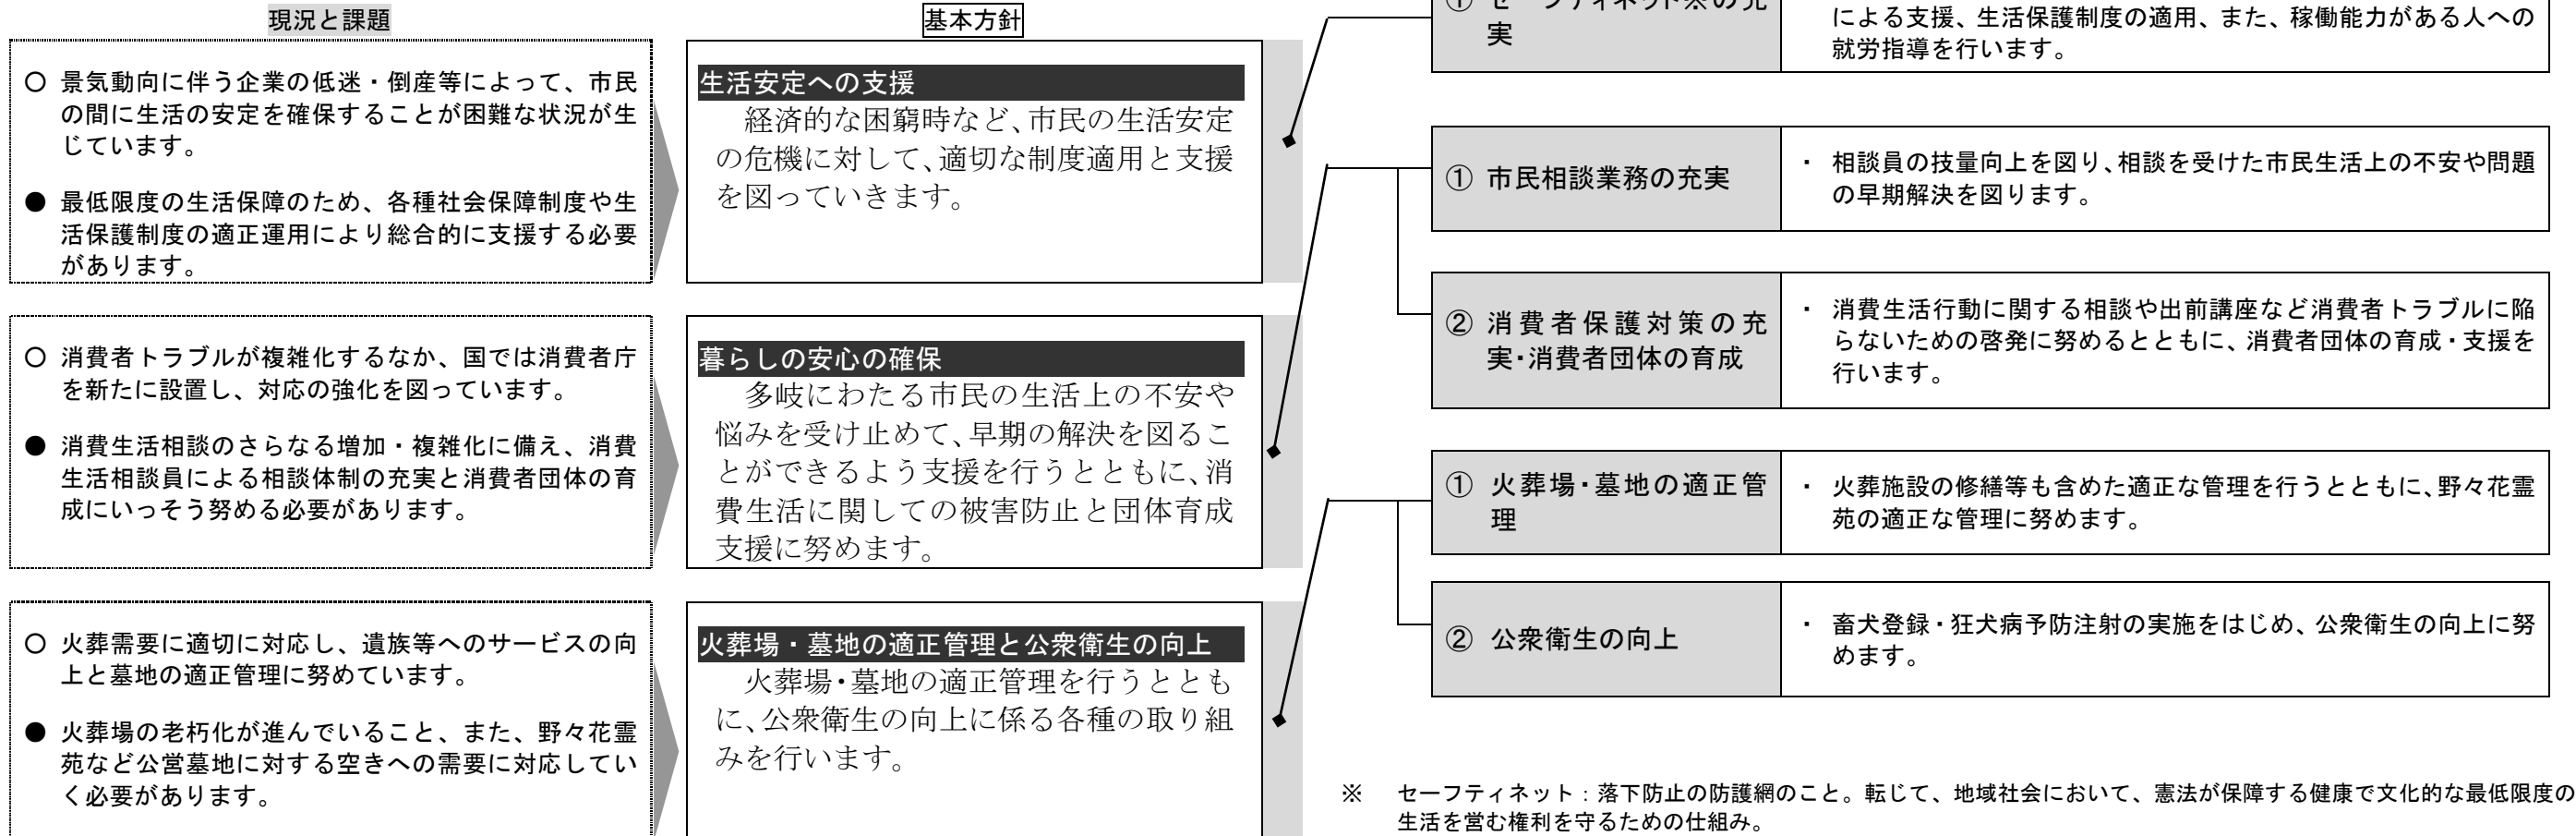 現況と課題
○ 景気動向に伴う企業の低迷・倒産等によって、市民
の間に生活の安定を確保することが困難な状況が生
じています。
● 最低限度の生活保障のため、各種社会保障制度や生
活保護制度の適正運用により総合的に支援する必要
があります。
○ 消費者トラブルが複雑化するなか、国では消費者庁
を新たに設置し、対応の強化を図っています。
● 消費生活相談のさらなる増加・複雑化に備え、消費
生活相談員による相談体制の充実と消費者団体の育
成にいっそう努める必要があります。
○ 火葬需要に適切に対応し、遺族等へのサービスの向
上と墓地の適正管理に努めています。
● 火葬場の老朽化が進んでいること、また、野々花霊
苑など公営墓地に対する空きへの需要に対応してい
く必要があります。
基本方針
生活安定への支援
経済的な困窮時など、市民の生活安定
の危機に対して、適切な制度適用と支援
を図っていきます。
暮らしの安心の確保
多岐にわたる市民の生活上の不安や
悩みを受け止めて、早期の解決を図るこ
とができるよう支援を行うとともに、消
費生活に関しての被害防止と団体育成
支援に努めます。
火葬場・墓地の適正管理と公衆衛生の向上
火葬場・墓地の適正管理を行うととも
に、公衆衛生の向上に係る各種の取り組
みを行います。
① セーフティネット※の充
実
による支援、生活保護制度の適用、また、稼働能力がある人への
就労指導を行います。
① 市民相談業務の充実
・ 相談員の技量向上を図り、相談を受けた市民生活上の不安や問題
の早期解決を図ります。
② 消費者保護対策の充
実・消費者団体の育成
・ 消費生活行動に関する相談や出前講座など消費者トラブルに陥
らないための啓発に努めるとともに、消費者団体の育成・支援を
行います。
① 火葬場・墓地の適正管
理
・ 火葬施設の修繕等も含めた適正な管理を行うとともに、野々花霊
苑の適正な管理に努めます。
② 公衆衛生の向上
・ 畜犬登録・狂犬病予防注射の実施をはじめ、公衆衛生の向上に努
めます。
※ セーフティネット：落下防止の防護網のこと。転じて、地域社会において、憲法が保障する健康で文化的な最低限度の
生活を営む権利を守るための仕組み。